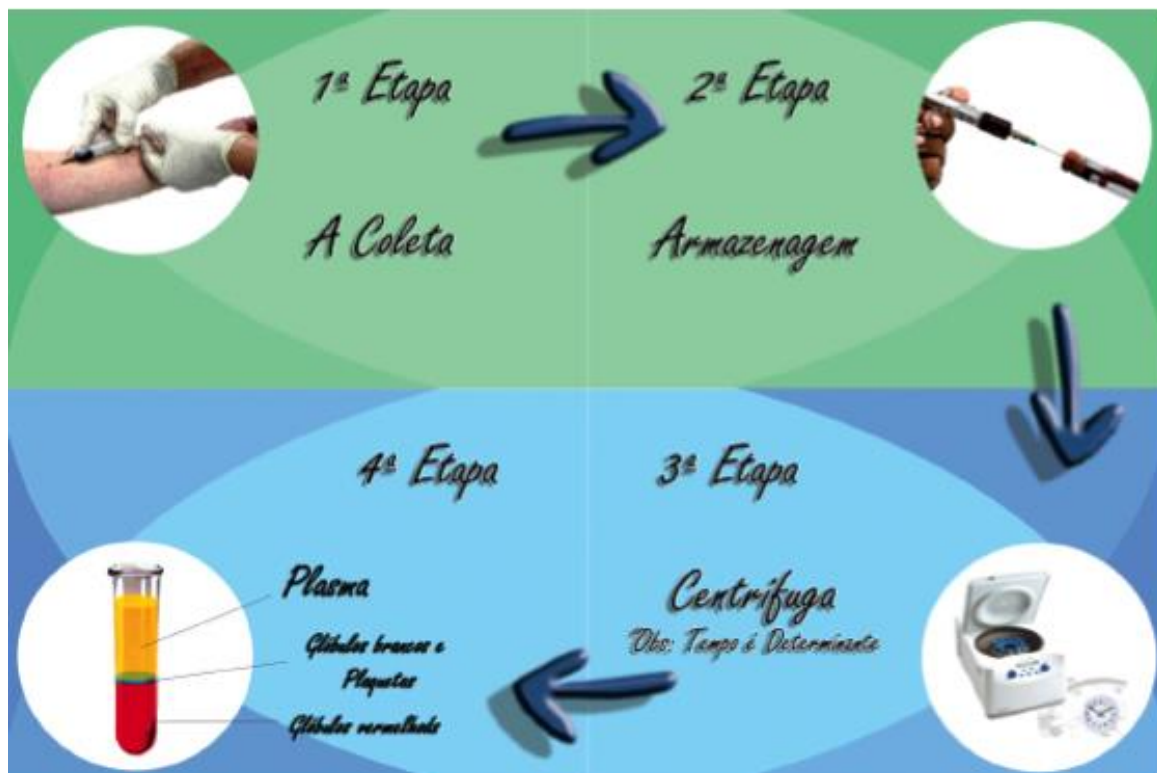 1ª Etapa
A Coleta
2ª Etapa
Armazenagem
3ª Etapa
Centrífuga
Obs: Tempo é Determinante
4ª Etapa
Plasma
Glóbulos brancos e
Plaquetas
Glóbulos vermelhos